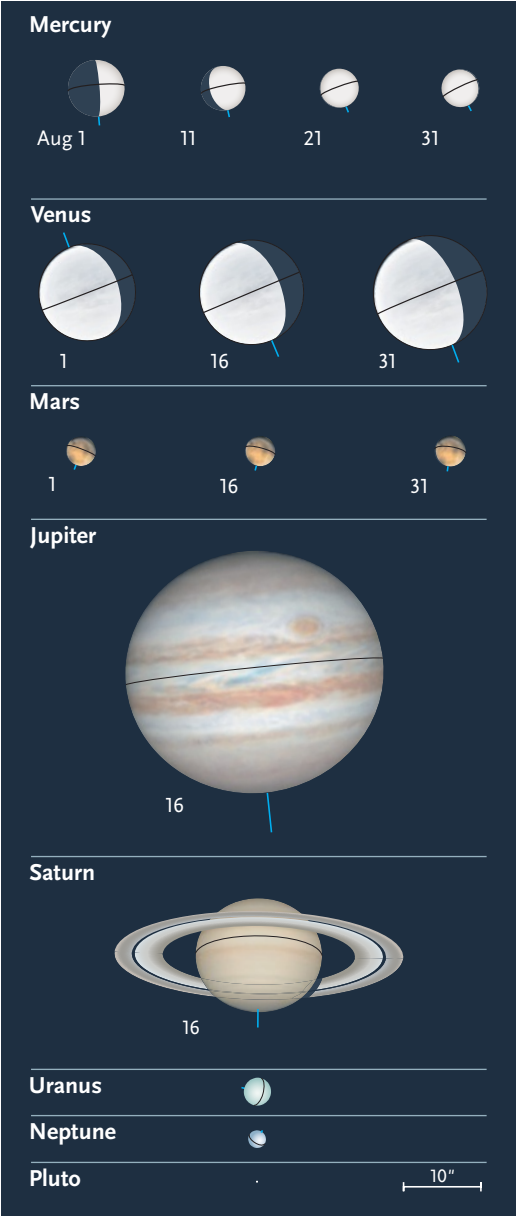 Mercury
Aug 1 11 21 31
Venus
1 16 31
Mars
1 16 31
Jupiter
16
Saturn
16
Uranus
Neptune
Pluto
10"